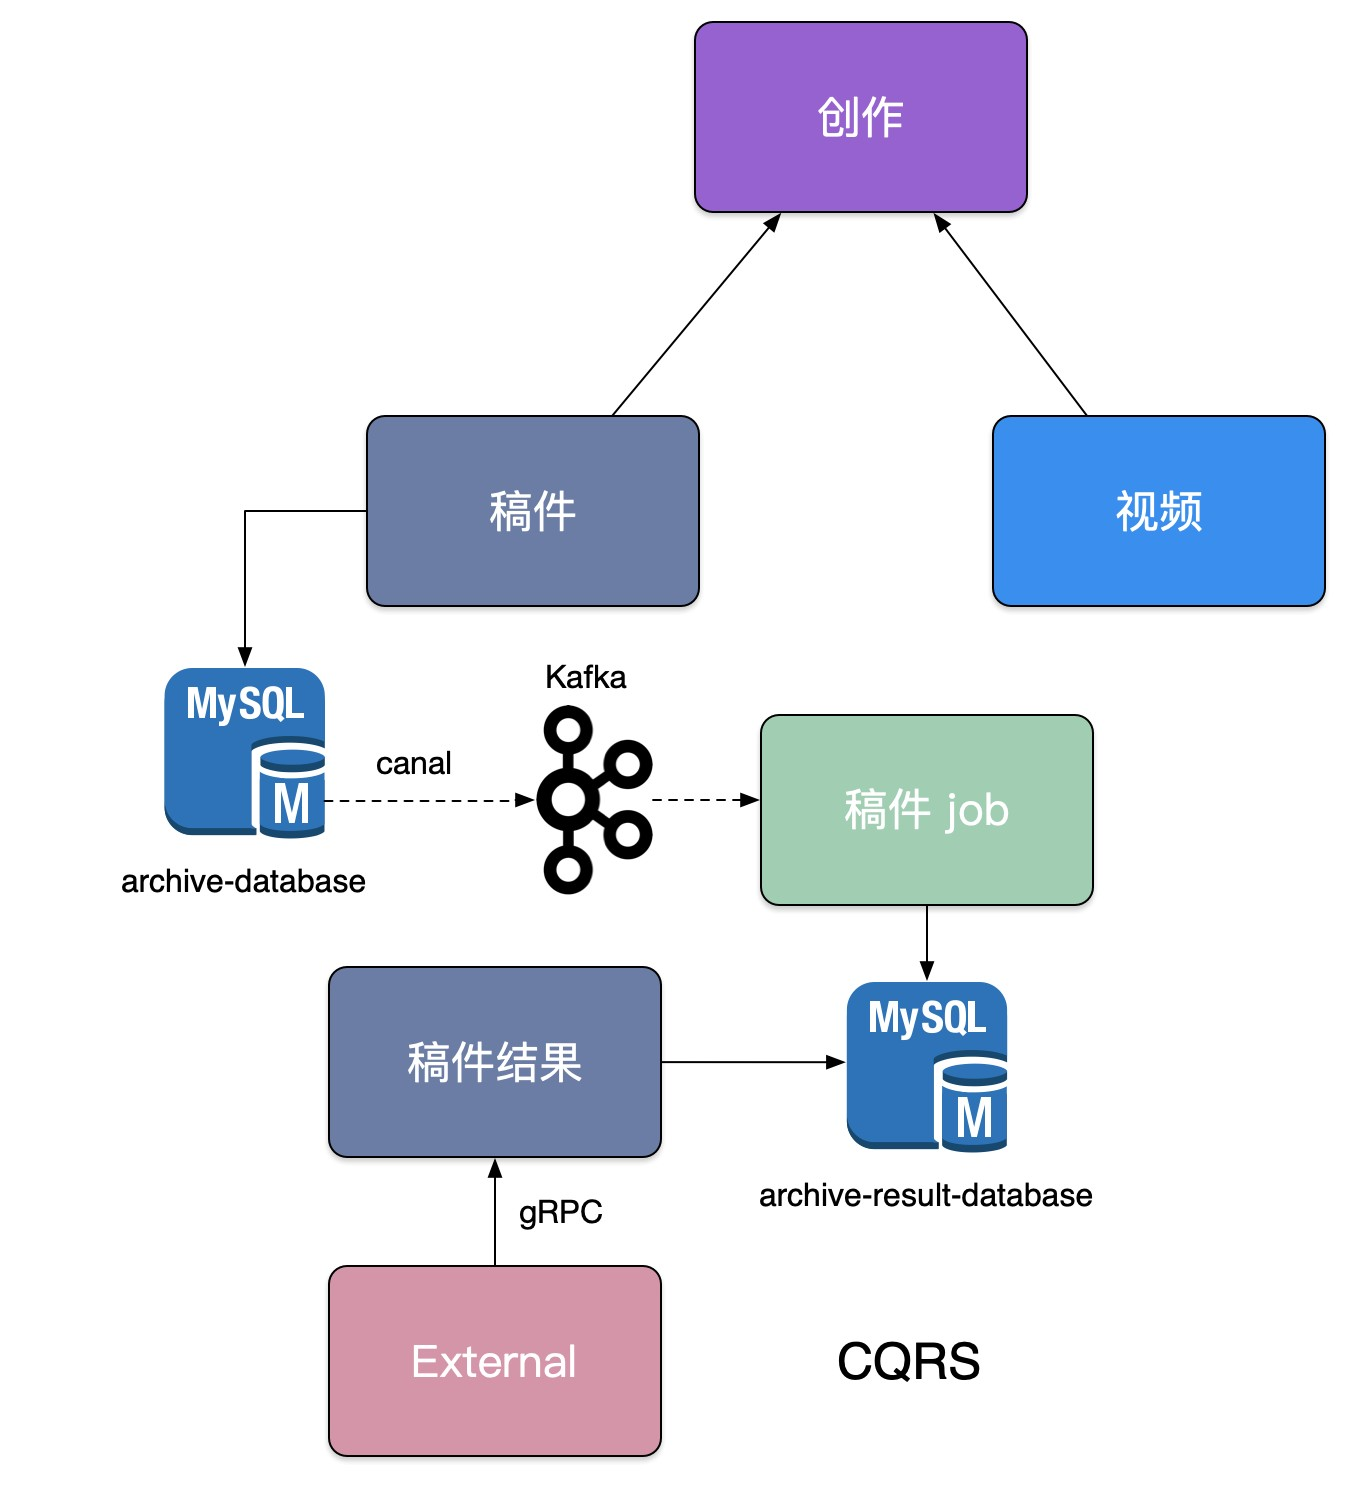 创作
稿件
视频
MySQL
M
archive-database
canal
Kafka
稿件 job
稿件结果
MySQL
M
archive-result-database
gRPC
External
CQRS